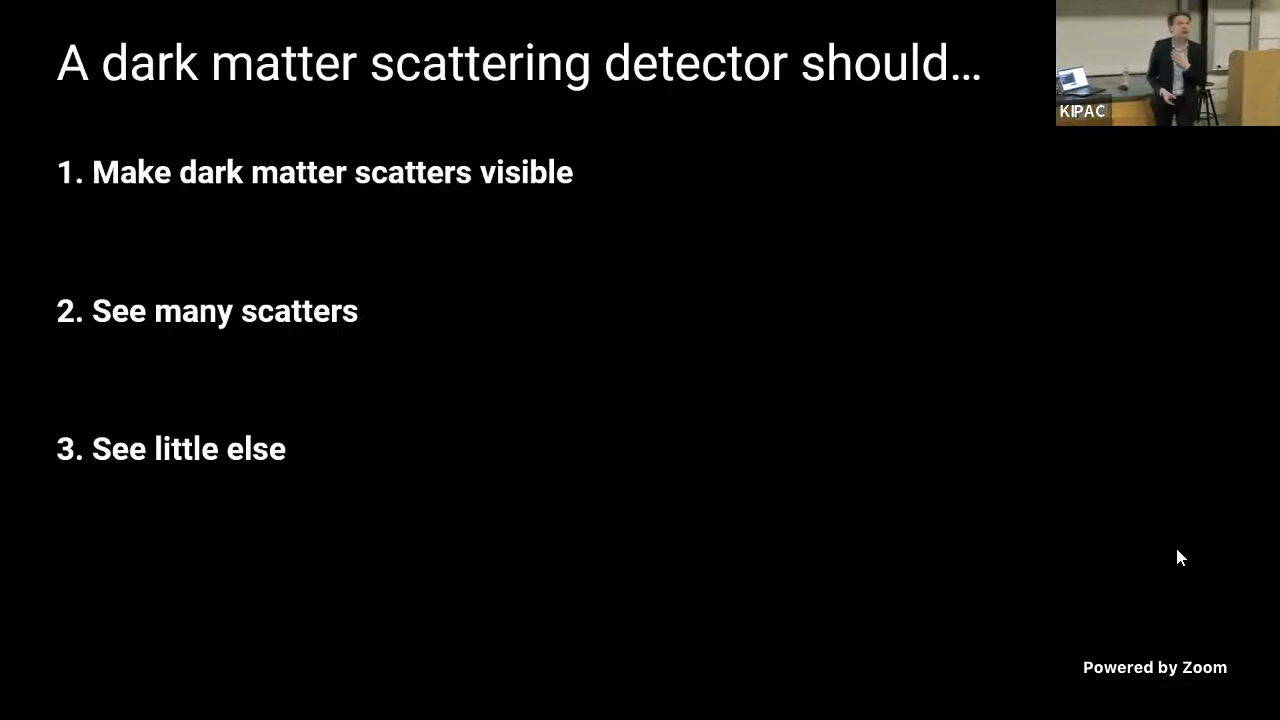 A dark matter scattering detector should...
KIPAC
1. Make dark matter scatters visible
2. See many scatters
3. See little else
Powered by Zoom